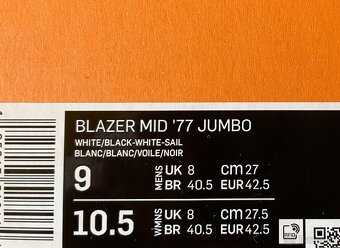 BLAZER MID '77 JUMBO
WHITE/BLACK-WHITE-SAIL
BLANC/BLANC/VOILE/NOIR
9 MENS UK 8 CM 27
BR 40.5 EUR 42.5
10.5 WMNS UK 8 CM 27.5
BR 40.5 EUR 42.5
RFID